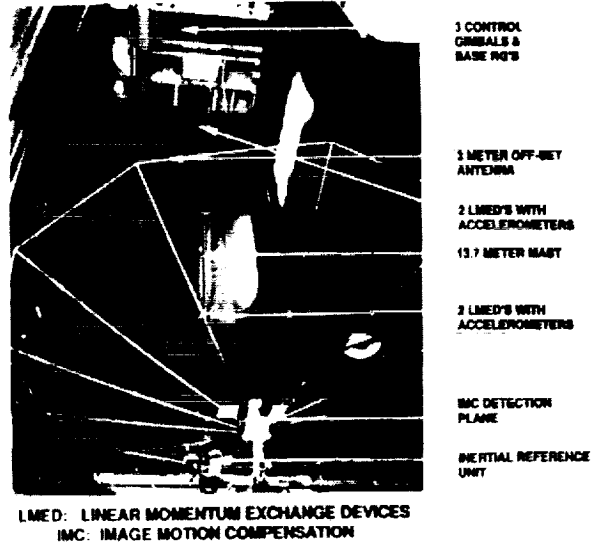 3 CONTROL
GIMBALS &
BASE RG'S
3 METER OFF-SET
ANTENNA
2 LMED'S WITH
ACCELEROMETERS
13.7 METER MAST
2 LMED'S WITH
ACCELEROMETERS
IMC DETECTION
PLANE
INERTIAL REFERENCE
UNIT
LMED: LINEAR MOMENTUM EXCHANGE DEVICES
IMC: IMAGE MOTION COMPENSATION